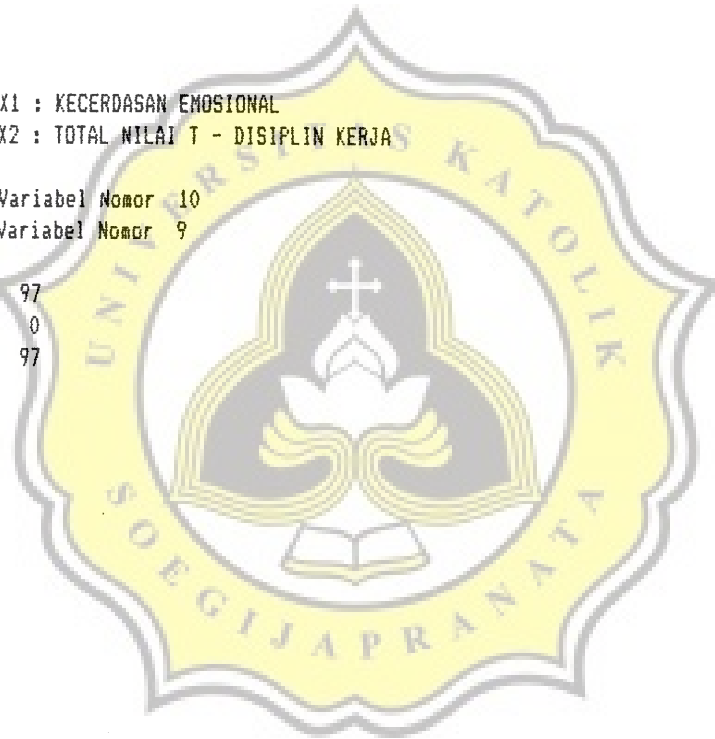 X1 : KECERDASAN EMOSIONAL
X2 : TOTAL NILAI T - DISIPLIN KERJA
Variabel Nomor 10
Variabel Nomor 9
97
0
97
UNIVERSITAS KATOLIK
SOEGIJAPRANATA